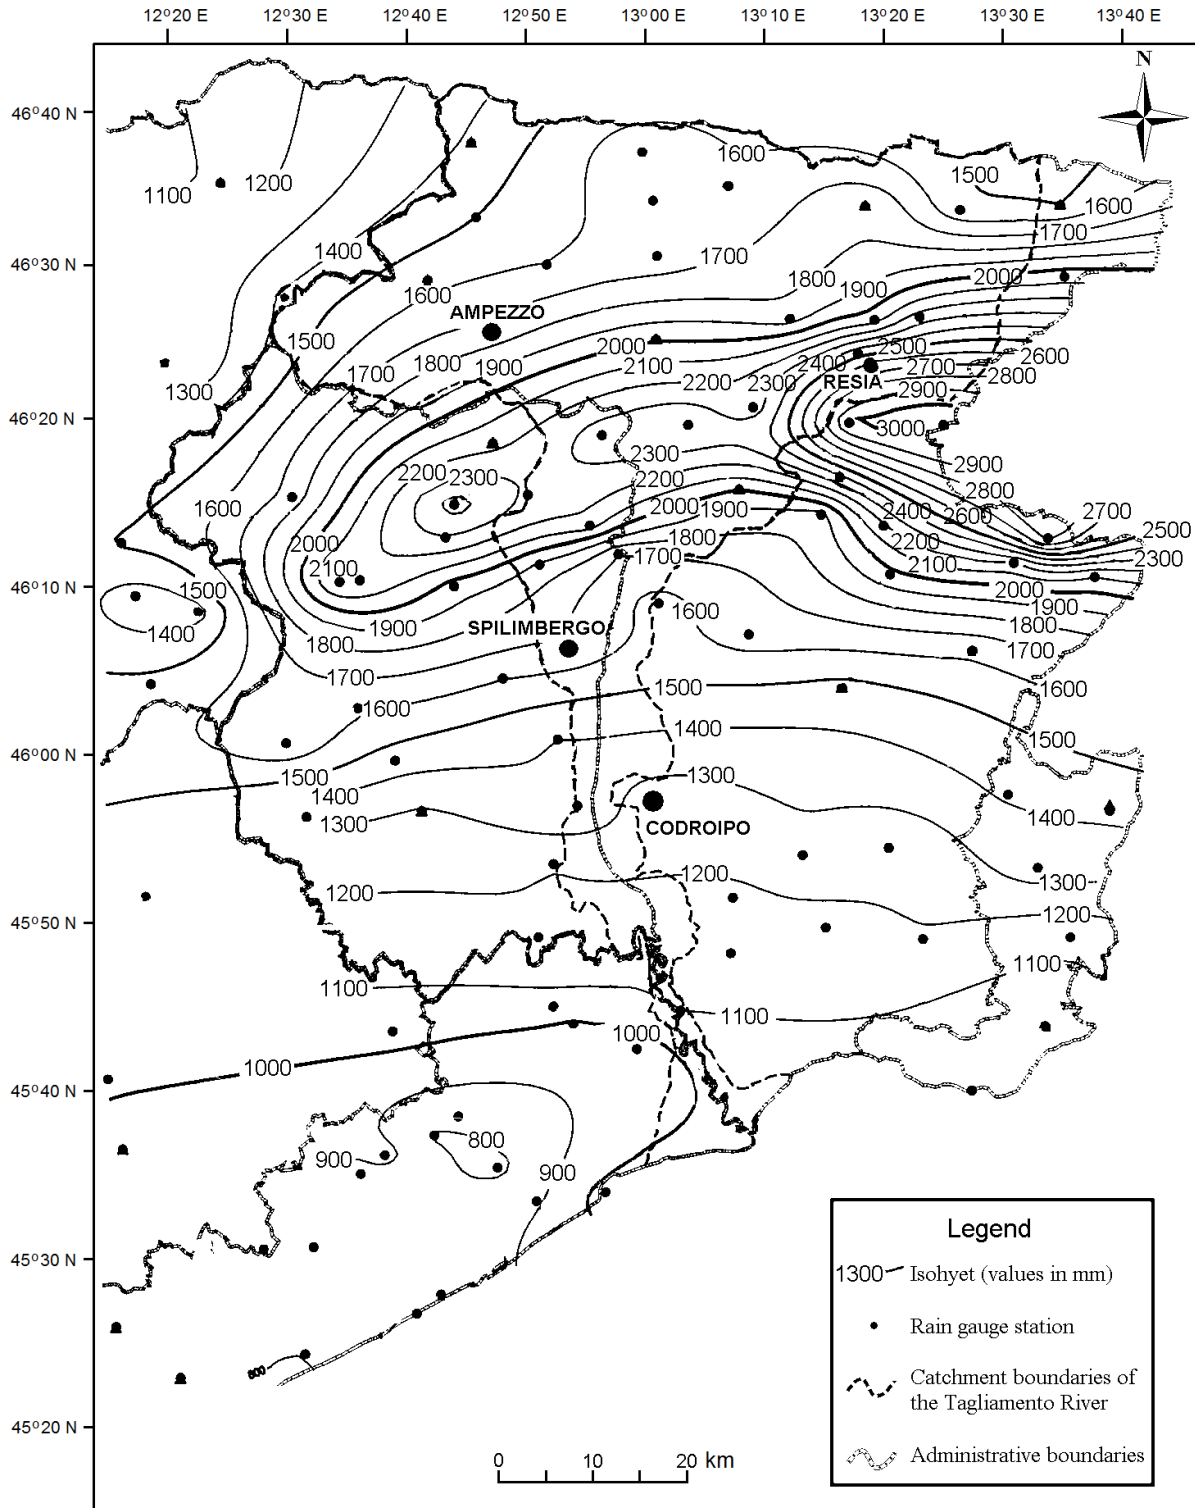 12°20 E 12°30 E 12°40 E 12°50 E 13°00 E 13°10 E 13°20 E 13°30 E 13°40 E
N
46°40 N
1600
1100 1200 1500
1600
1400 1700
1700
46°30 N
1800 2000
1600 1900
AMPEZZO
1500 2000 2500
1800 1900 2100 2400 2700 2600
1700 2200 2300 RESIA 2800
1300 2900
46°20 N
3000
2300 2900
2200 2300 2200 2800
1600 2000 1900 2400 2600 2700 2500
2000 1800 2200 2300
2100 1700 2100
46°10 N
1500 2000
1400 1900 1600 1900
SPILIMBERGO 1800
1800 1700
1700 1500 1600
1600 1400 1500
46°00 N
1500 1300
1400 1400
1300 CODROIPO
1200 1200 1300
1200
45°50 N
1100 1100
1100
1000 1000
45°40 N
800
900 900
45°30 N
800
45°20 N
0 10 20 km
Legend
1300 Isohyet (values in mm)
Rain gauge station
Catchment boundaries of
the Tagliamento River
Administrative boundaries